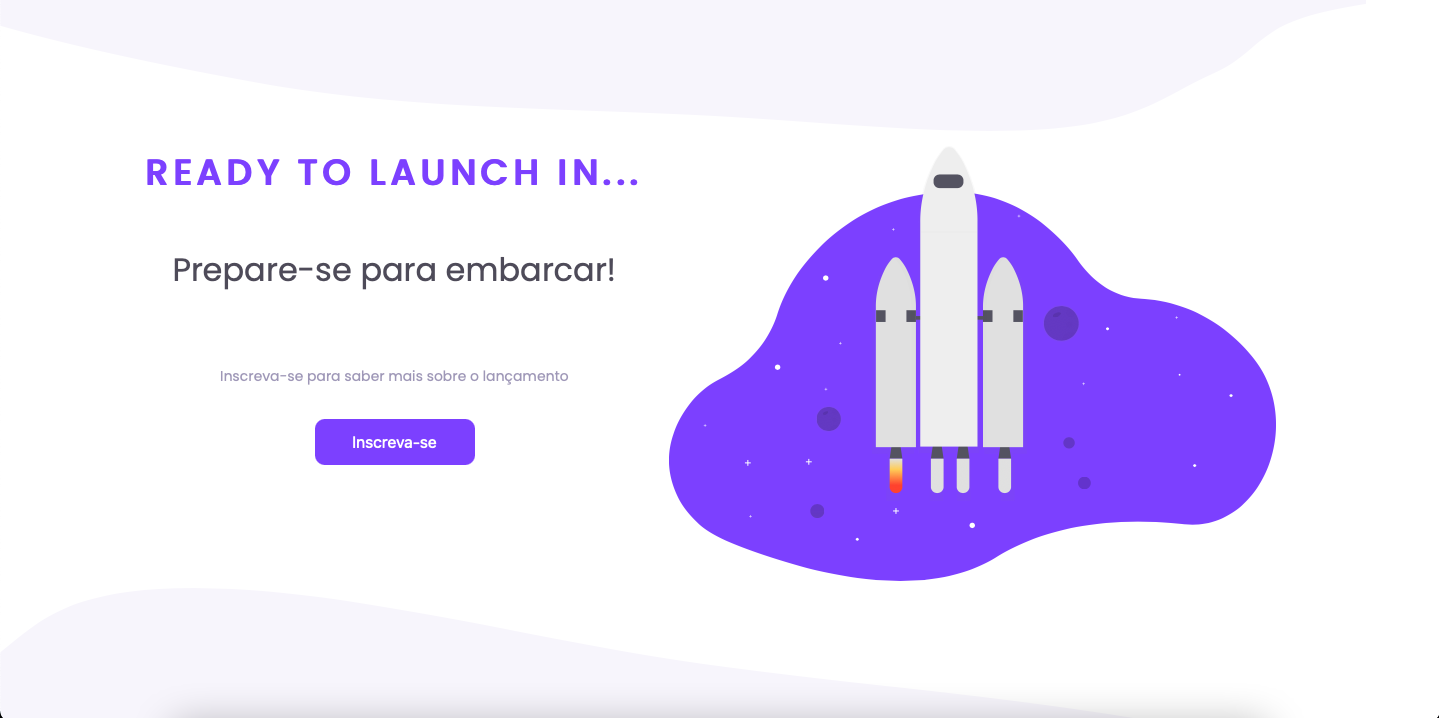 READY TO LAUNCH IN...
Prepare-se para embarcar!
Inscreva-se para saber mais sobre o lançamento
Inscreva-se